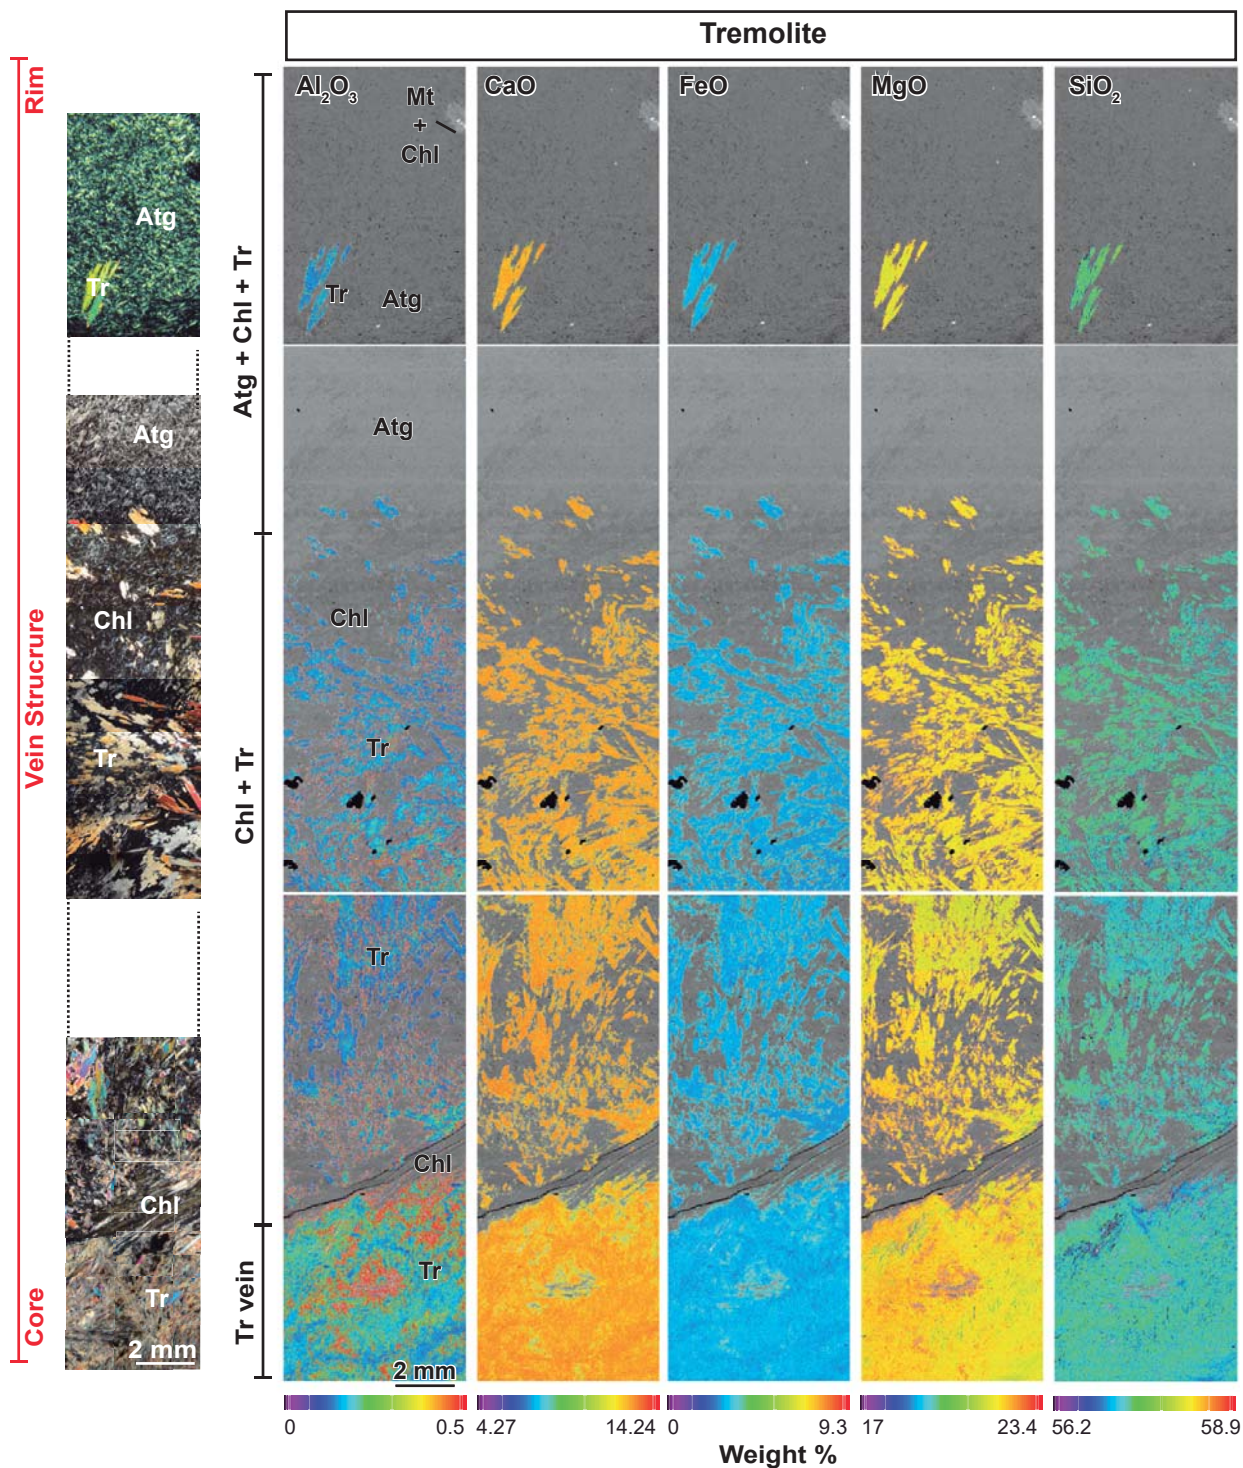 Tremolite
Rim
Vein Strucrure
Core
Atg
Tr
Atg
Chl
Tr
Chl
Tr
2 mm
Atg + Chl + Tr
Chl + Tr
Tr vein
Al2O3
CaO
FeO
MgO
SiO2
Mt
+
Chl
Tr
Atg
Atg
Chl
Tr
Tr
Chl
Tr
2 mm
0 0.5
4.27 14.24
0 9.3
17 23.4
56.2 58.9
Weight %